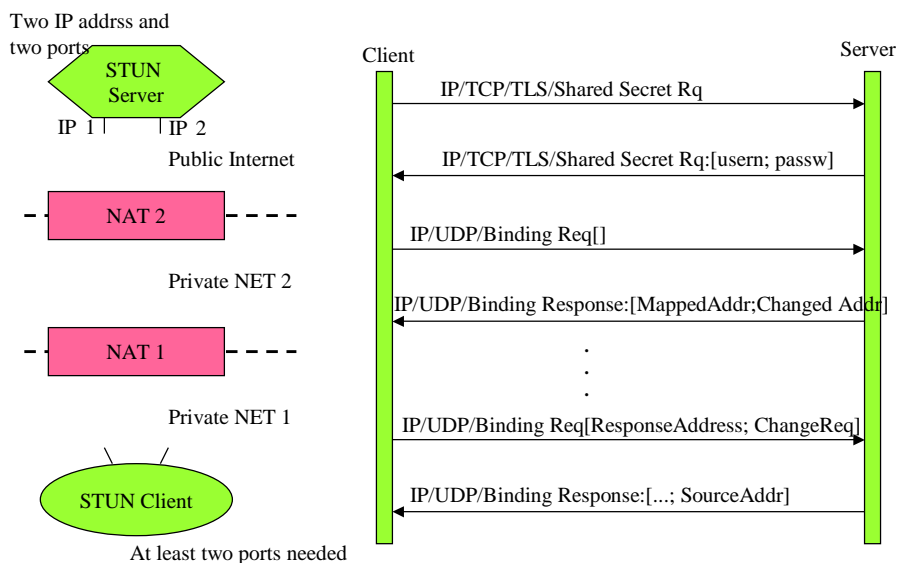 Two IP addrss and
two ports
STUN
Server
IP 1
IP 2
Public Internet
NAT 2
Private NET 2
NAT 1
Private NET 1
STUN Client
At least two ports needed
Client
Server
IP/TCP/TLS/Shared Secret Rq
IP/TCP/TLS/Shared Secret Rq:[usern; passw]
IP/UDP/Binding Req[]
IP/UDP/Binding Response:[MappedAddr;Changed Addr]
.
.
.
IP/UDP/Binding Req[ResponseAddress; ChangeReq]
IP/UDP/Binding Response:[...; SourceAddr]